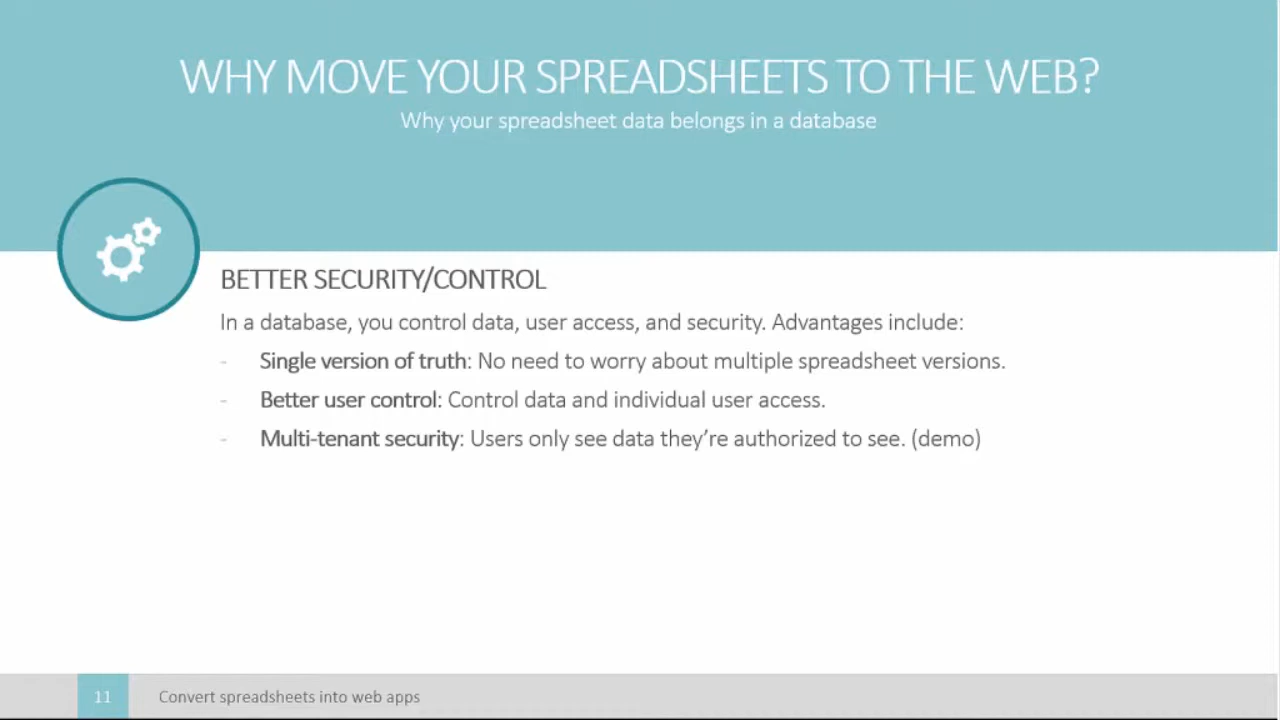 WHY MOVE YOUR SPREADSHEETS TO THE WEB?
Why your spreadsheet data belongs in a database
BETTER SECURITY/CONTROL
In a database, you control data, user access, and security. Advantages include:
- Single version of truth: No need to worry about multiple spreadsheet versions.
- Better user control: Control data and individual user access.
- Multi-tenant security: Users only see data they’re authorized to see. (demo)
11 Convert spreadsheets into web apps